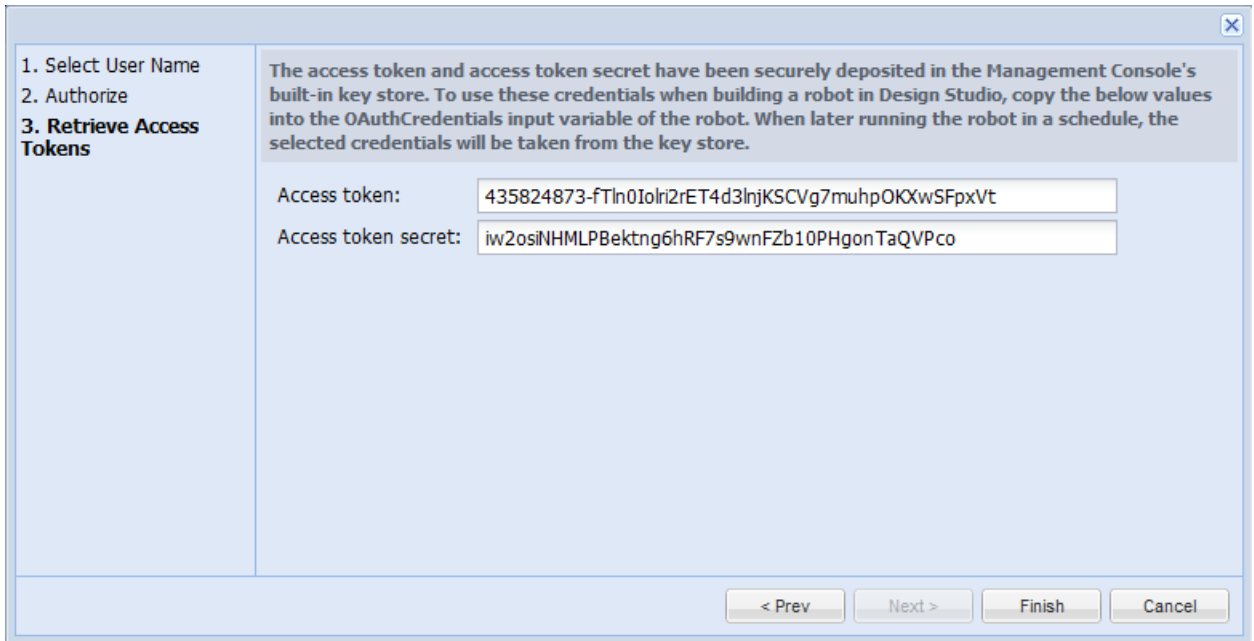 1. Select User Name
2. Authorize
3. Retrieve Access
Tokens
The access token and access token secret have been securely deposited in the Management Console's
built-in key store. To use these credentials when building a robot in Design Studio, copy the below values
into the OAuthCredentials input variable of the robot. When later running the robot in a schedule, the
selected credentials will be taken from the key store.
Access token: 435824873-fTln0Iolri2rET4d3lnjKSCVg7muhpOKXwSFpxVt
Access token secret: iw2osiNHMLPBektng6hRF7s9wnFZb10PHgonTaQVPco
< Prev Next > Finish Cancel